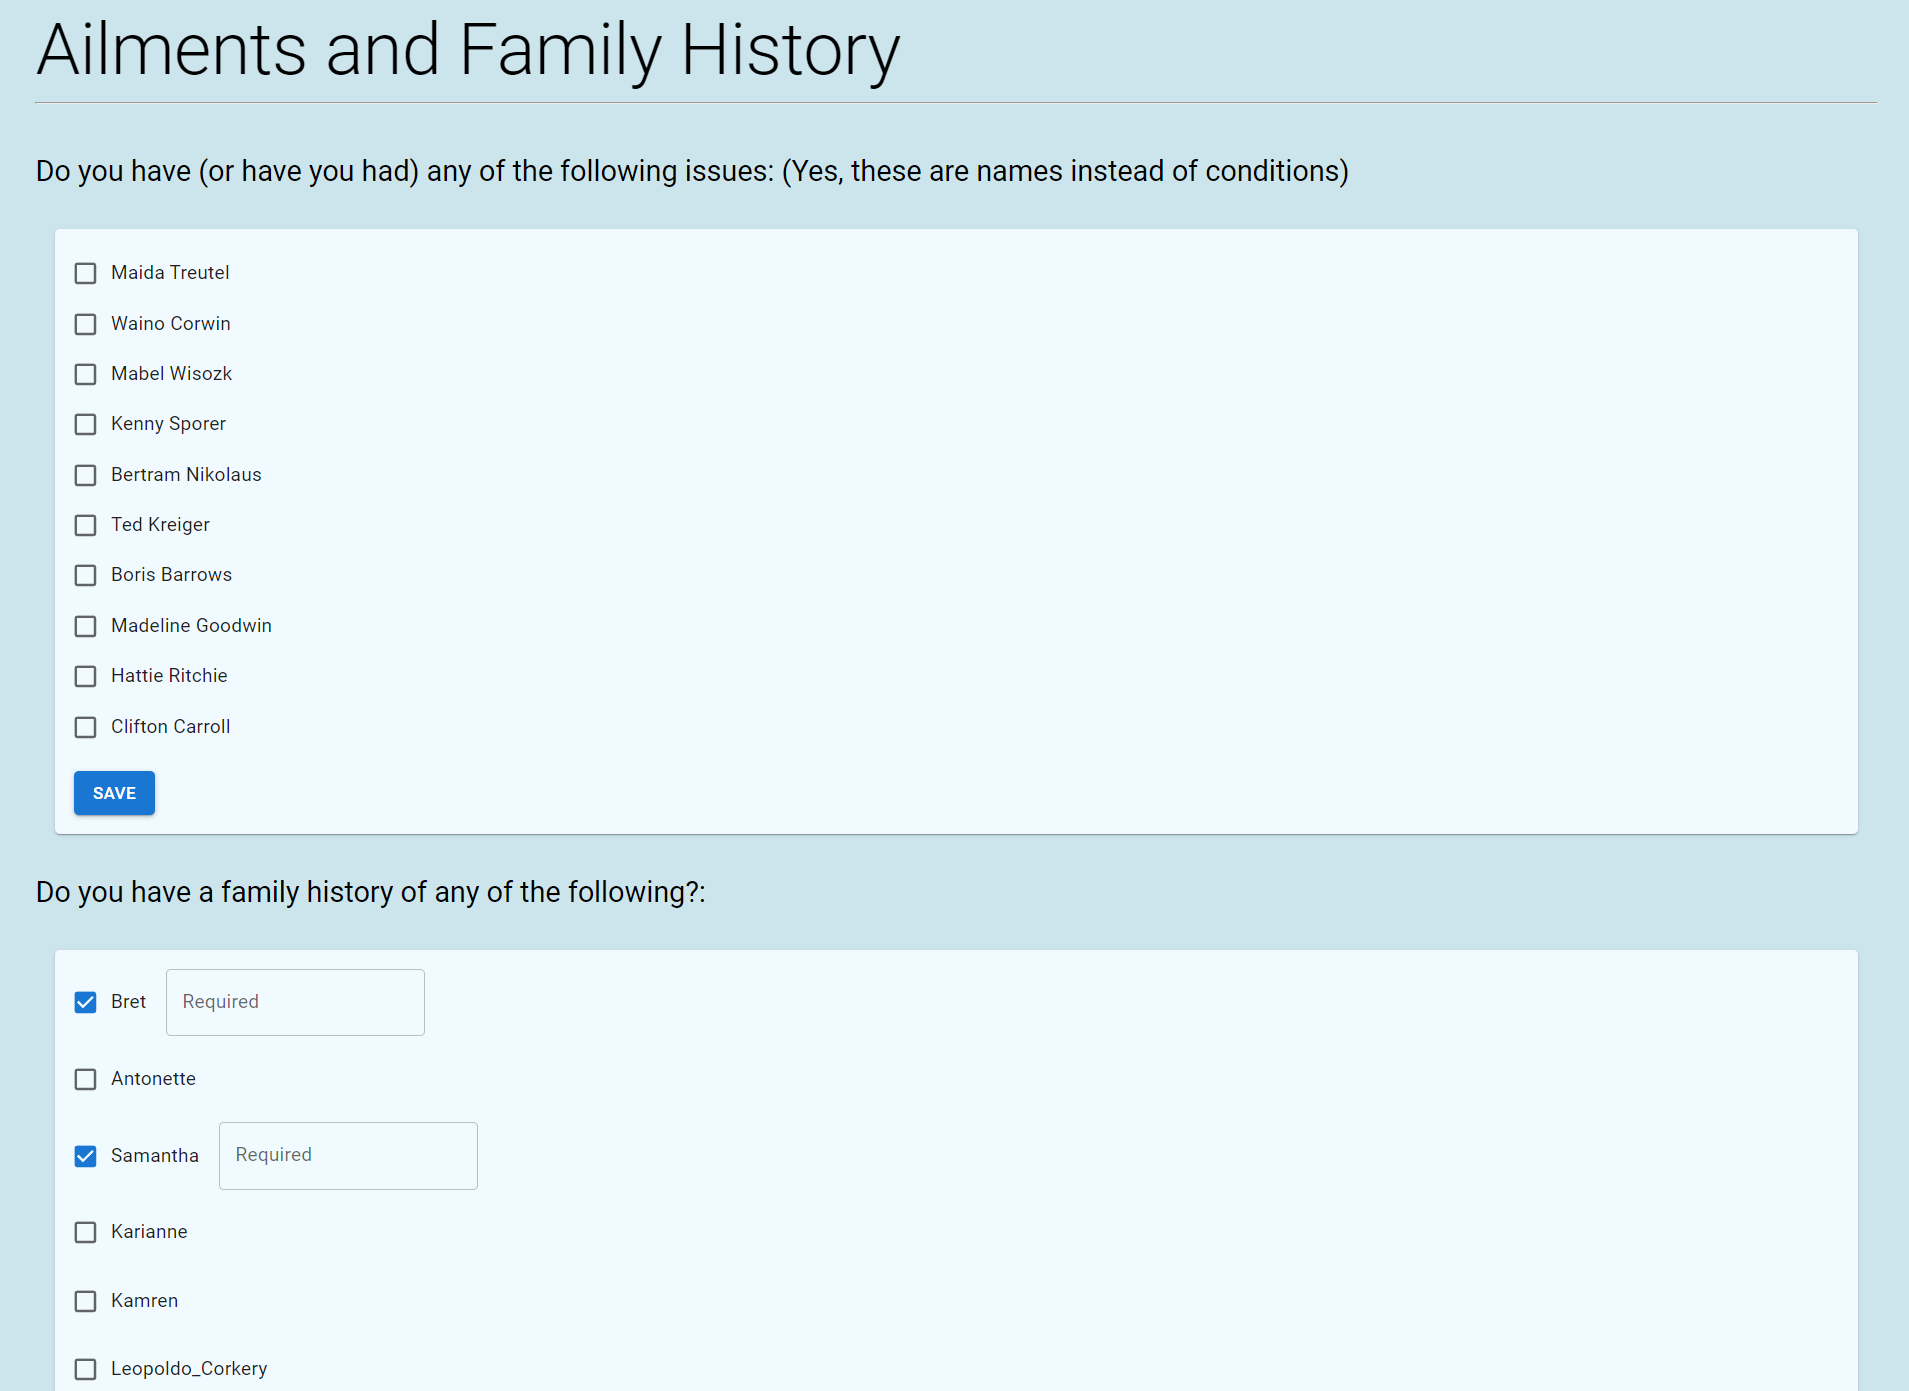 Ailments and Family History
Do you have (or have you had) any of the following issues: (Yes, these are names instead of conditions)
Maida Treutel
Waino Corwin
Mabel Wisozk
Kenny Sporer
Bertram Nikolaus
Ted Kreiger
Boris Barrows
Madeline Goodwin
Hattie Ritchie
Clifton Carroll
SAVE
Do you have a family history of any of the following?:
Bret Required
Antonette
Samantha Required
Karianne
Kamren
Leopoldo_Corkery